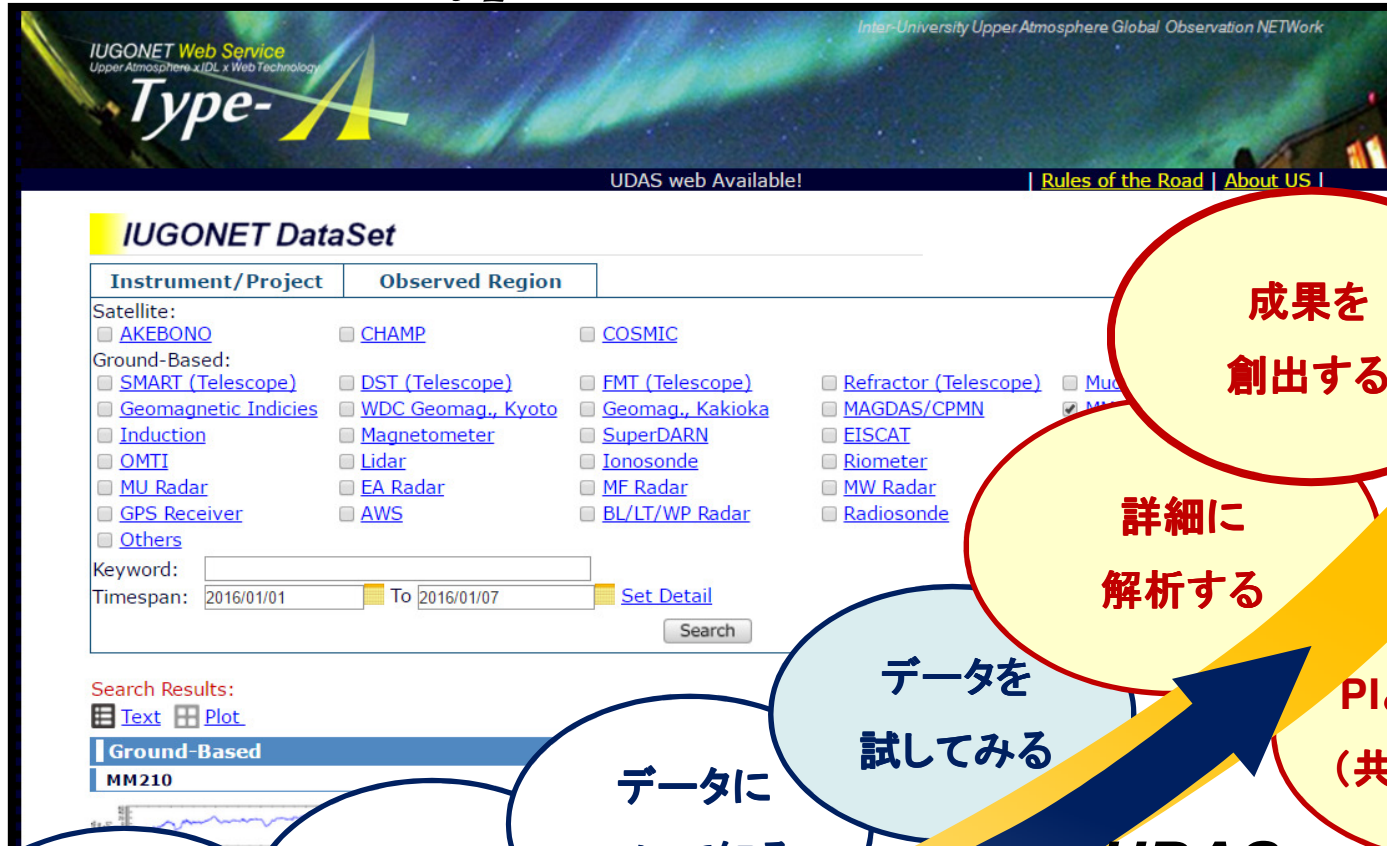 Inter-University Upper Atmosphere Global Observation NETWork
IUGONET Web Service
Upper Atmosphere x IDL x Web Technology
Type-A
UDAS web Available!
| Rules of the Road | About US |
IUGONET DataSet
Instrument/Project Observed Region
Satellite:
AKEBONO CHAMP COSMIC
Ground-Based:
SMART (Telescope) DST (Telescope) FMT (Telescope) Refractor (Telescope)
Geomagnetic Indicies WDC Geomag., Kyoto Geomag., Kakioka MAGDAS/CPMN
Induction Magnetometer SuperDARN EISCAT
OMTI Lidar Ionosonde Riometer
MU Radar EA Radar MF Radar MW Radar
GPS Receiver AWS BL/LT/WP Radar Radiosonde
Others
Keyword:
Timespan: 2016/01/01 To 2016/01/07 Set Detail
Search
Search Results:
Text Plot
Ground-Based
MM210
成果を
創出する
詳細に
解析する
データを
試してみる
データに
UDAS